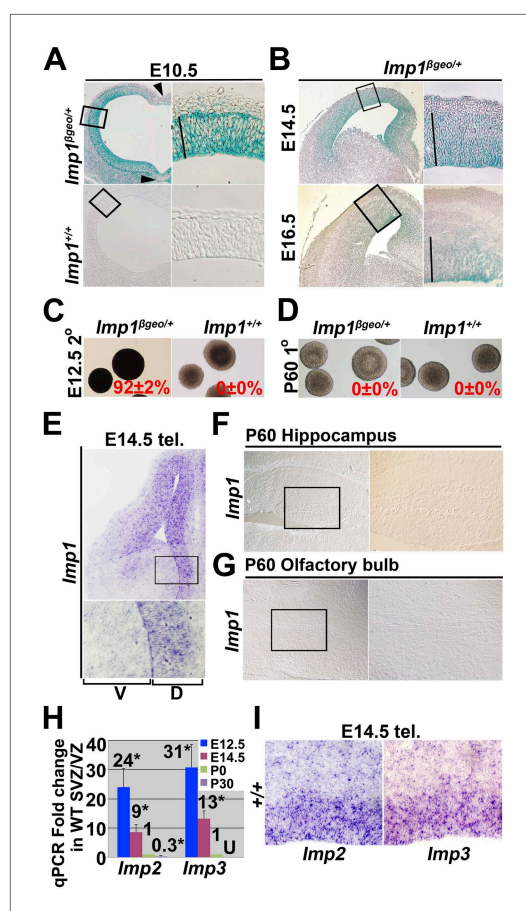 A
E10.5
Imp1βgeo/+
Imp1+/+
B
Imp1βgeo/+
E14.5
E16.5
C
Imp1βgeo/+ Imp1+/+
E12.5 2o
92±2% 0±0%
D
Imp1βgeo/+ Imp1+/+
P60 1o
0±0% 0±0%
E
E14.5 tel.
Imp1
V D
F
P60 Hippocampus
Imp1
G
P60 Olfactory bulb
Imp1
H
qPCR Fold change
in WT SVZ/VZ
40
30
20
10
0
24* 9* 1 0.3*
31* 13* 1 U
E12.5
E14.5
P0
P30
Imp2 Imp3
I
E14.5 tel.
+/+
Imp2 Imp3